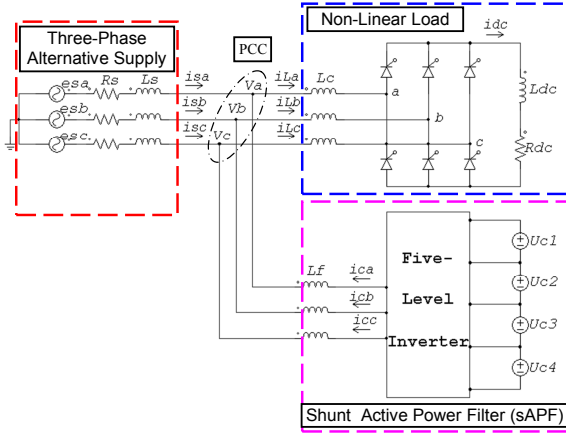 Three-Phase
Alternative Supply
PCC
Non-Linear Load
idc
esa Rs Ls isa Va iLa Lc
a
Ldc
esb isb Vb iLb
b
esc isc Vc iLc
c
Rdc
Lf ica
icb
icc
Five-
Level
Inverter
Uc1
Uc2
Uc3
Uc4
Shunt Active Power Filter (sAPF)